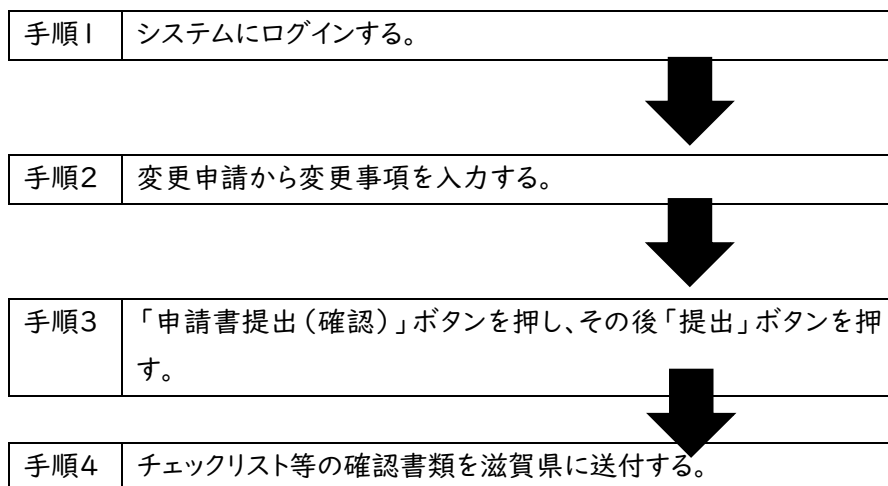 手順1 システムにログインする。
手順2 変更申請から変更事項を入力する。
手順3 「申請書提出(確認)」ボタンを押し、その後「提出」ボタンを押
す。
手順4 チェックリスト等の確認書類を滋賀県に送付する。